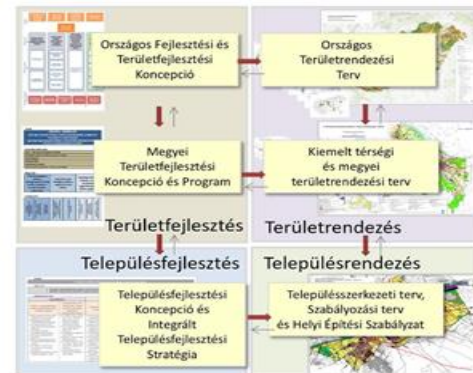 Országos Fejlesztési és
Területfejlesztési
Koncepció
Országos
Területrendezési
Terv
Megyei
Területfejlesztési
Koncepció és Program
Kiemelt térségi
és megyei
területrendezési terv
Területfejlesztés
Területrendezés
Településfejlesztés
Településrendezés
Településfejlesztési
Koncepció és
Integrált
Településfejlesztési
Stratégia
Településszerkezeti terv,
Szabályozási terv
és Helyi Építési Szabályzat